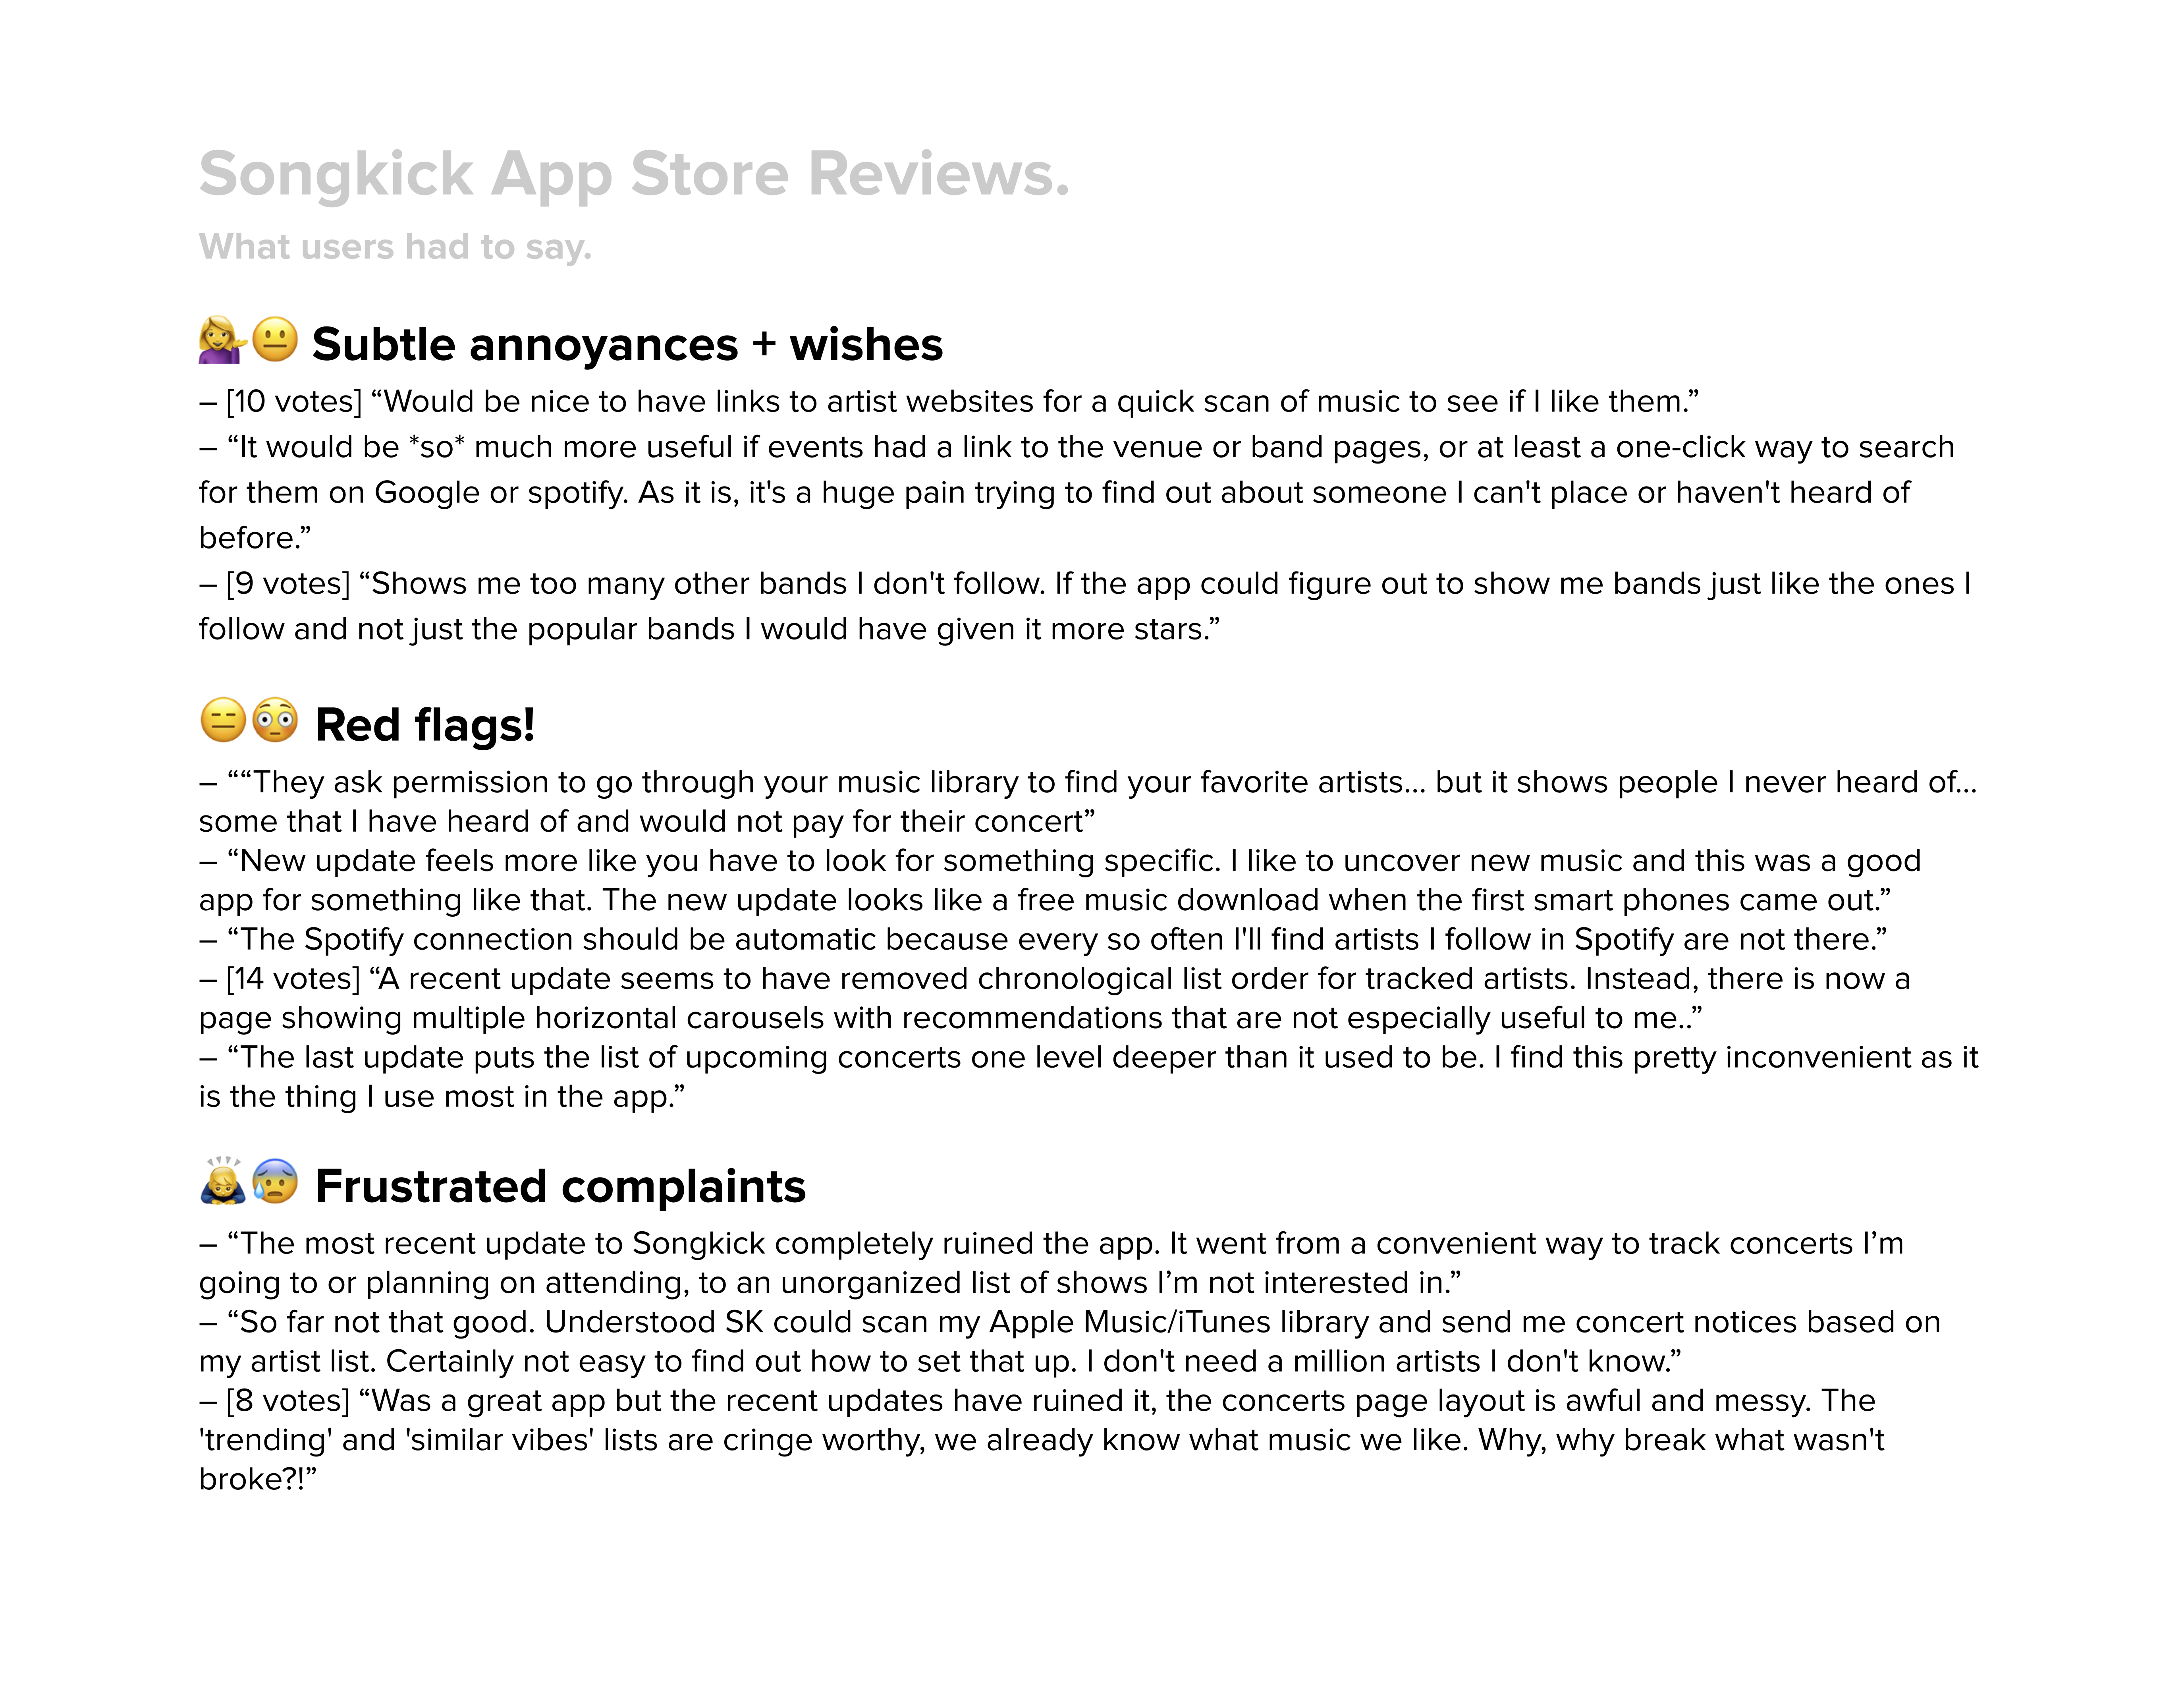 Songkick App Store Reviews.
What users had to say.
💁‍♀️😐 Subtle annoyances + wishes
– [10 votes] “Would be nice to have links to artist websites for a quick scan of music to see if I like them.”
– “It would be *so* much more useful if events had a link to the venue or band pages, or at least a one-click way to search
for them on Google or spotify. As it is, it's a huge pain trying to find out about someone I can't place or haven't heard of
before.”
– [9 votes] “Shows me too many other bands I don't follow. If the app could figure out to show me bands just like the ones I
follow and not just the popular bands I would have given it more stars.”
😑😳 Red flags!
– ““They ask permission to go through your music library to find your favorite artists... but it shows people I never heard of...
some that I have heard of and would not pay for their concert”
– “New update feels more like you have to look for something specific. I like to uncover new music and this was a good
app for something like that. The new update looks like a free music download when the first smart phones came out.”
– “The Spotify connection should be automatic because every so often I'll find artists I follow in Spotify are not there.”
– [14 votes] “A recent update seems to have removed chronological list order for tracked artists. Instead, there is now a
page showing multiple horizontal carousels with recommendations that are not especially useful to me..”
– “The last update puts the list of upcoming concerts one level deeper than it used to be. I find this pretty inconvenient as it
is the thing I use most in the app.”
🙇😰 Frustrated complaints
– “The most recent update to Songkick completely ruined the app. It went from a convenient way to track concerts I’m
going to or planning on attending, to an unorganized list of shows I’m not interested in.”
– “So far not that good. Understood SK could scan my Apple Music/iTunes library and send me concert notices based on
my artist list. Certainly not easy to find out how to set that up. I don't need a million artists I don't know.”
– [8 votes] “Was a great app but the recent updates have ruined it, the concerts page layout is awful and messy. The
'trending' and 'similar vibes' lists are cringe worthy, we already know what music we like. Why, why break what wasn't
broke?!”